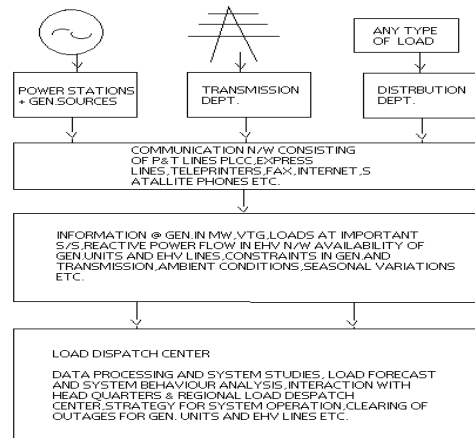 ANY TYPE
OF LOAD
POWER STATIONS
+ GEN.SOURCES
TRANSMISSION
DEPT.
DISTRBUTION
DEPT.
COMMUNICATION N/W CONSISTING
OF P&T LINES PLCC,EXPRESS
LINES,TELEPRINTERS,FAX,INTERNET,S
ATALLITE PHONES ETC.
INFORMATION @ GEN.IN MW,VTG,LOADS AT IMPORTANT
S/S,REACTIVE POWER FLOW IN EHV N/W AVAILABILITY OF
GEN.UNITS AND EHV LINES,CONSTRAINTS IN GEN.AND
TRANSMISSION,AMBIENT CONDITIONS,SEASONAL VARIATIONS
ETC.
LOAD DISPATCH CENTER
DATA PROCESSING AND SYSTEM STUDIES, LOAD FORECAST
AND SYSTEM BEHAVIOUR ANALYSIS,INTERACTION WITH
HEAD QUARTERS & REGIONAL LOAD DESPATCH
CENTER,STRATEGY FOR SYSTEM OPERATION,CLEARING OF
OUTAGES FOR GEN. UNITS AND EHV LINES ETC.